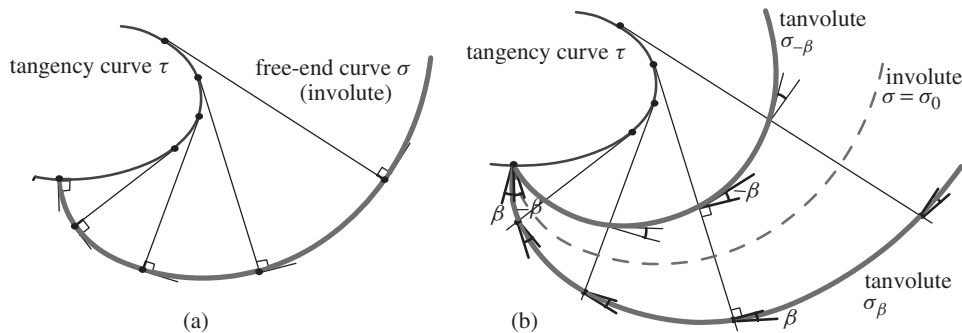 tangency curve τ
free-end curve σ
(involute)
(a)
tangency curve τ
tanvolute
σ₋β
involute
σ = σ₀
−β
β
−β
β
tanvolute
σβ
(b)